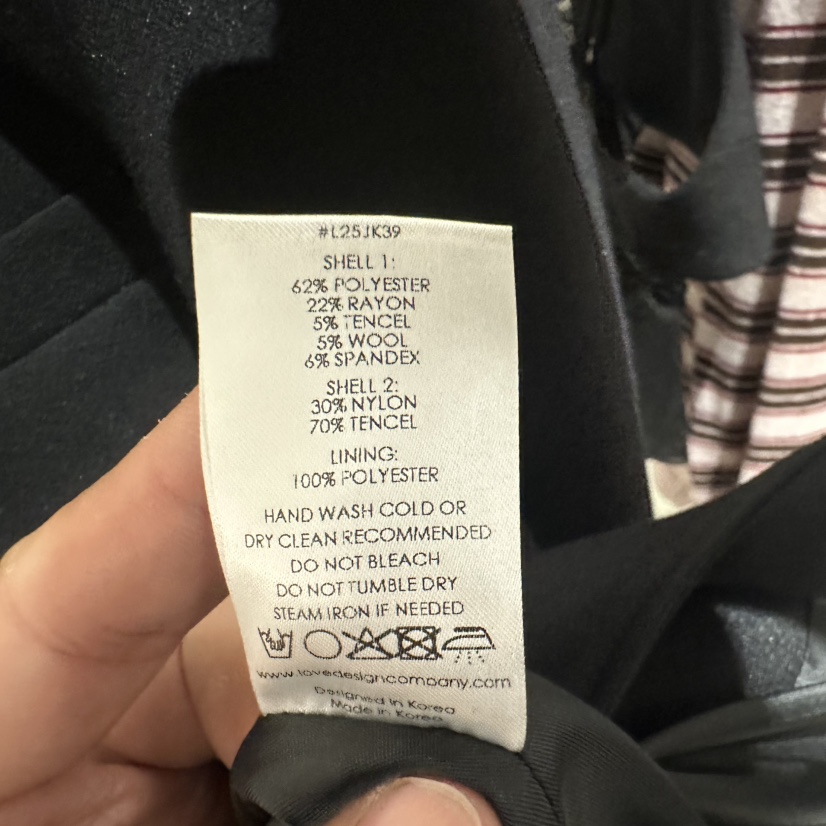 #L25JK39
SHELL 1:
62% POLYESTER
22% RAYON
5% TENCEL
5% WOOL
6% SPANDEX
SHELL 2:
30% NYLON
70% TENCEL
LINING:
100% POLYESTER
HAND WASH COLD OR
DRY CLEAN RECOMMENDED
DO NOT BLEACH
DO NOT TUMBLE DRY
STEAM IRON IF NEEDED
www.lovedesigncompany.com
Designed in Korea
Made in Korea